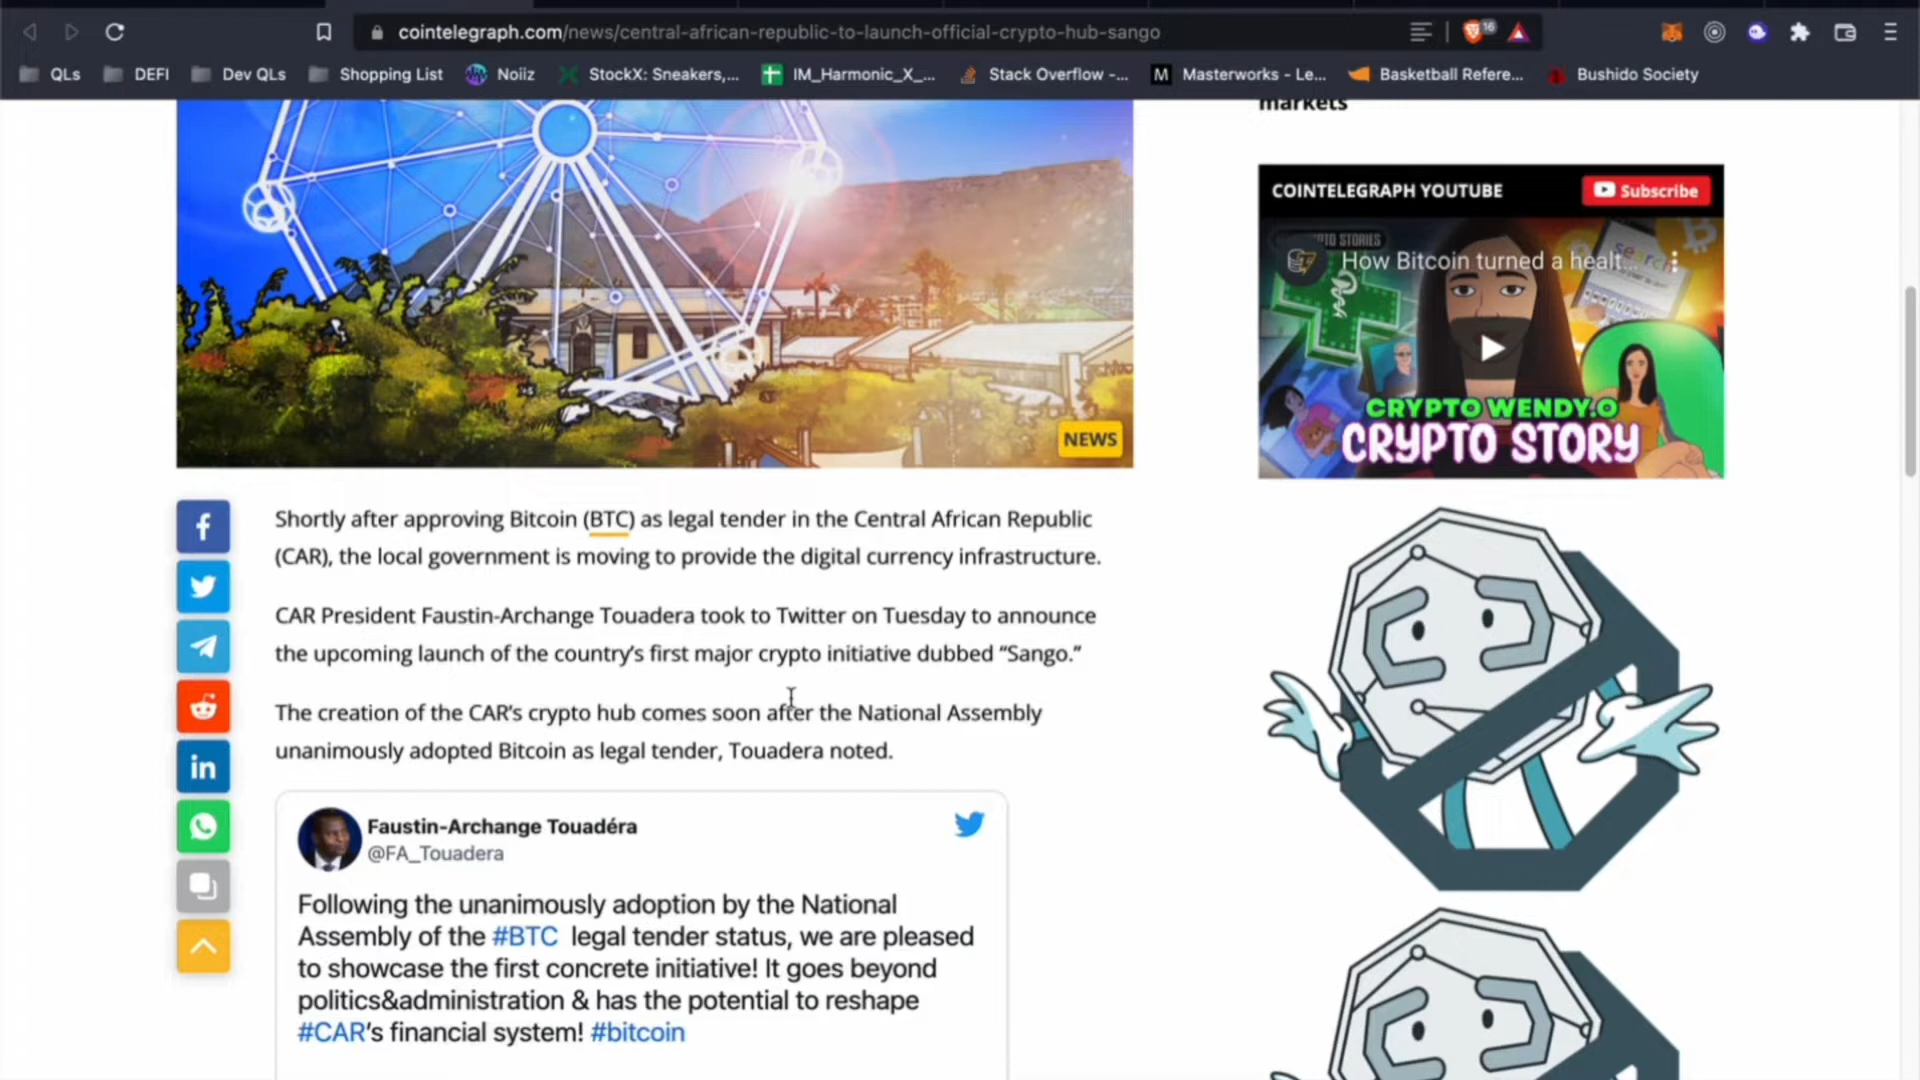 cointelegraph.com/news/central-african-republic-to-launch-official-crypto-hub-sango
16
QLs
DEFI
Dev QLs
Shopping List
Noiiz
StockX: Sneakers,...
IM_Harmonic_X_...
Stack Overflow -...
M
Masterworks - Le...
Basketball Refere...
Bushido Society
markets
COINTELEGRAPH YOUTUBE
Subscribe
CRYPTO STORIES
search
How Bitcoin turned a healt...
CRYPTO WENDY.O
CRYPTO STORY
NEWS
Shortly after approving Bitcoin (BTC) as legal tender in the Central African Republic
(CAR), the local government is moving to provide the digital currency infrastructure.
CAR President Faustin-Archange Touadera took to Twitter on Tuesday to announce
the upcoming launch of the country's first major crypto initiative dubbed “Sango.”
The creation of the CAR's crypto hub comes soon after the National Assembly
unanimously adopted Bitcoin as legal tender, Touadera noted.
Faustin-Archange Touadéra
@FA_Touadera
Following the unanimously adoption by the National
Assembly of the #BTC legal tender status, we are pleased
to showcase the first concrete initiative! It goes beyond
politics&administration & has the potential to reshape
#CAR's financial system! #bitcoin